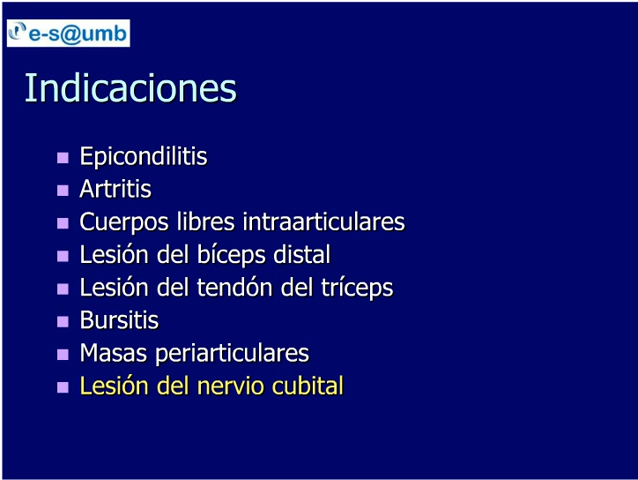 e-s@umb
Indicaciones
Epicondilitis
Artritis
Cuerpos libres intraarticulares
Lesión del bíceps distal
Lesión del tendón del tríceps
Bursitis
Masas periarticulares
Lesión del nervio cubital